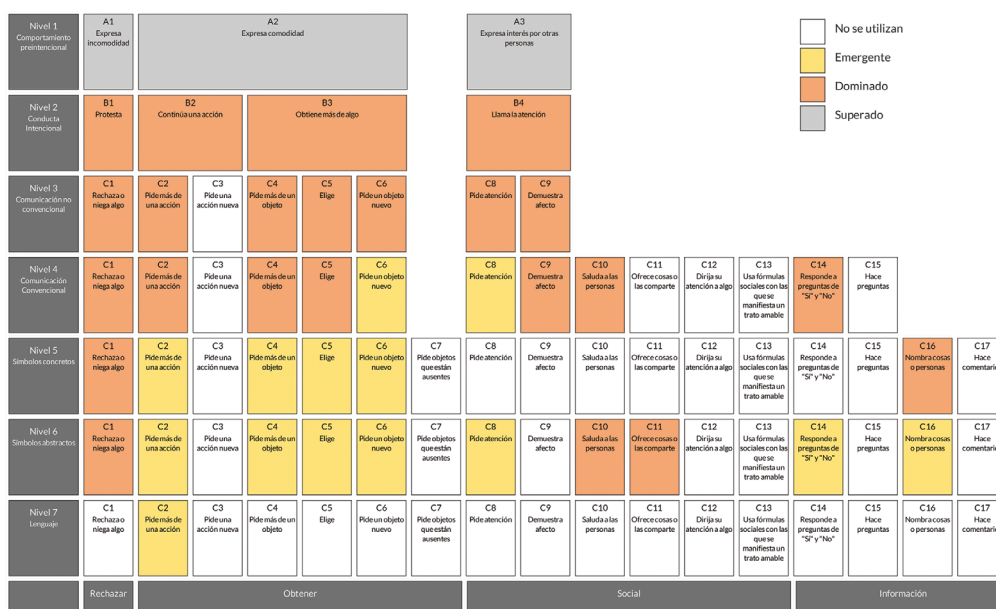 Nivel 1
Comportamiento
preintencional
A1
Expresa
incomodidad
A2
Expresa comodidad
A3
Expresa interés por otras
personas
No se utilizan
Emergente
Dominado
Superado
Nivel 2
Conducta
Intencional
B1
Protesta
B2
Continúa una acción
B3
Obtiene más de algo
B4
Llama la atención
Nivel 3
Comunicación no
convencional
C1
Rechaza o
niega algo
C2
Pide más de
una acción
C3
Pide una
acción nueva
C4
Pide más de un
objeto
C5
Elige
C6
Pide un objeto
nuevo
C8
Pide atención
C9
Demuestra
afecto
Nivel 4
Comunicación
Convencional
C1
Rechaza o
niega algo
C2
Pide más de
una acción
C3
Pide una
acción nueva
C4
Pide más de un
objeto
C5
Elige
C6
Pide un objeto
nuevo
C8
Pide atención
C9
Demuestra
afecto
C10
Saluda a las
personas
C11
Ofrece cosas o
las comparte
C12
Dirija su
atención a algo
C13
Usa fórmulas
sociales con las
que se
manifiesta un
trato amable
C14
Responde a
preguntas de
"Sí" y "No"
C15
Hace
preguntas
Nivel 5
Símbolos concretos
C1
Rechaza o
niega algo
C2
Pide más de
una acción
C3
Pide una
acción nueva
C4
Pide más de un
objeto
C5
Elige
C6
Pide un objeto
nuevo
C7
Pide objetos
que están
ausentes
C8
Pide atención
C9
Demuestra
afecto
C10
Saluda a las
personas
C11
Ofrece cosas o
las comparte
C12
Dirija su
atención a algo
C13
Usa fórmulas
sociales con las
que se
manifiesta un
trato amable
C14
Responde a
preguntas de
"Sí" y "No"
C15
Hace
preguntas
C16
Nombra cosas
o personas
C17
Hace
comentari
Nivel 6
Símbolos abstractos
C1
Rechaza o
niega algo
C2
Pide más de
una acción
C3
Pide una
acción nueva
C4
Pide más de un
objeto
C5
Elige
C6
Pide un objeto
nuevo
C7
Pide objetos
que están
ausentes
C8
Pide atención
C9
Demuestra
afecto
C10
Saluda a las
personas
C11
Ofrece cosas o
las comparte
C12
Dirija su
atención a algo
C13
Usa fórmulas
sociales con las
que se
manifiesta un
trato amable
C14
Responde a
preguntas de
"Sí" y "No"
C15
Hace
preguntas
C16
Nombra cosas
o personas
C17
Hace
comentari
Nivel 7
Lenguaje
C1
Rechaza o
niega algo
C2
Pide más de
una acción
C3
Pide una
acción nueva
C4
Pide más de un
objeto
C5
Elige
C6
Pide un objeto
nuevo
C7
Pide objetos
que están
ausentes
C8
Pide atención
C9
Demuestra
afecto
C10
Saluda a las
personas
C11
Ofrece cosas o
las comparte
C12
Dirija su
atención a algo
C13
Usa fórmulas
sociales con las
que se
manifiesta un
trato amable
C14
Responde a
preguntas de
"Sí" y "No"
C15
Hace
preguntas
C16
Nombra cosas
o personas
C17
Hace
comentari
Rechazar
Obtener
Social
Información